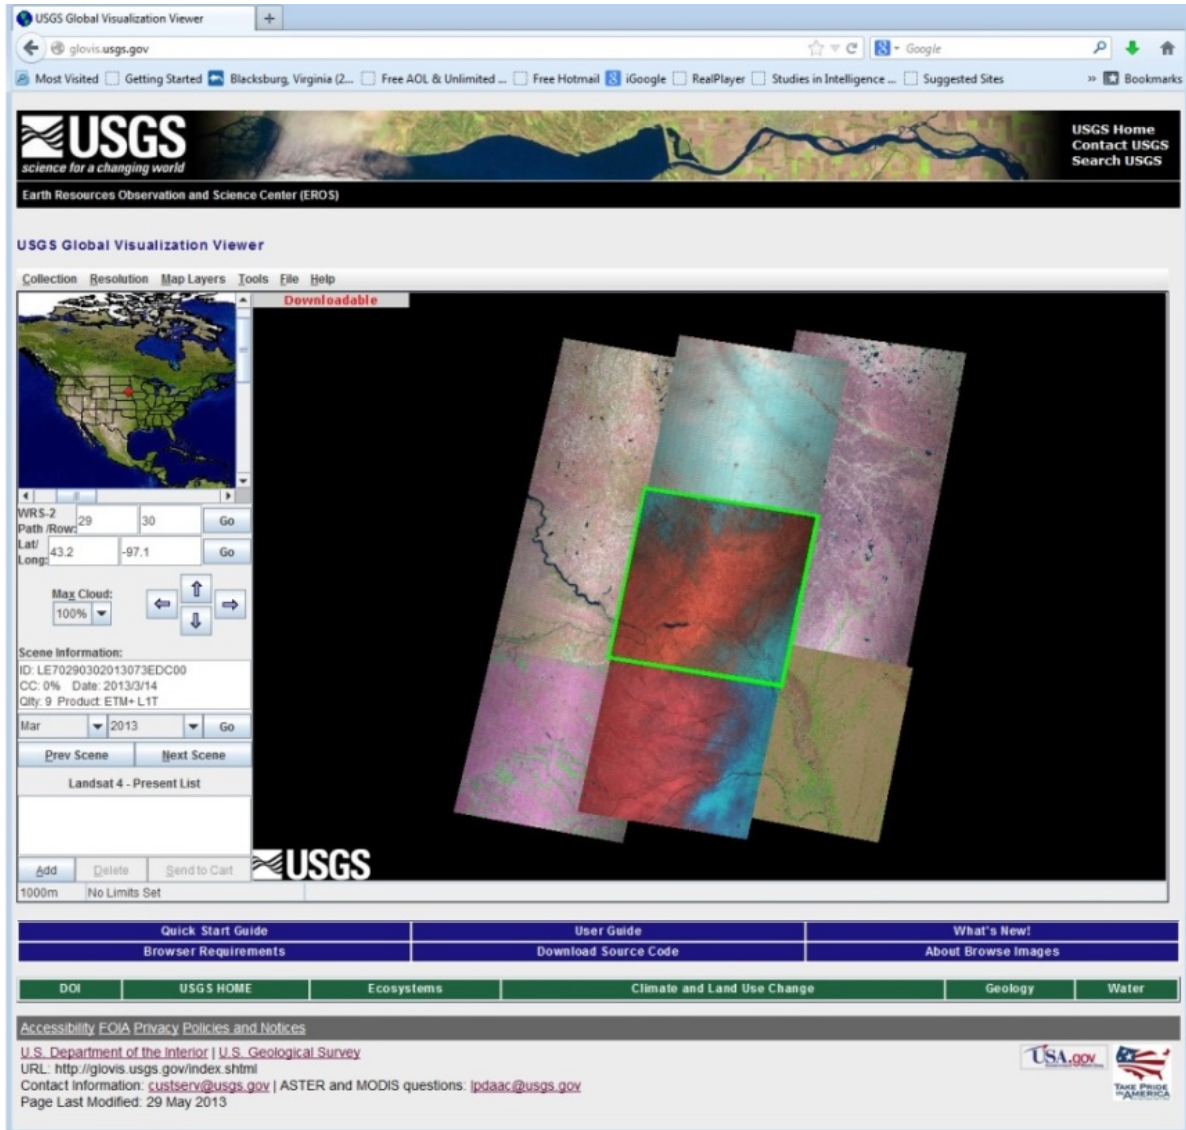 USGS Global Visualization Viewer
glovis.usgs.gov
Google
Most Visited Getting Started Blacksburg, Virginia (2... Free AOL & Unlimited ... Free Hotmail iGoogle RealPlayer Studies in Intelligence ... Suggested Sites » Bookmarks
USGS
science for a changing world
USGS Home
Contact USGS
Search USGS
Earth Resources Observation and Science Center (EROS)
USGS Global Visualization Viewer
Collection Resolution Map Layers Tools File Help
Downloadable
WRS-2
Path /Row: 29 30 Go
Lat/
Long: 43.2 -97.1 Go
Max Cloud:
100%
Scene Information:
ID: LE70290302013073EDC00
CC: 0% Date: 2013/3/14
Qlty: 9 Product: ETM+ L1T
Mar 2013 Go
Prev Scene Next Scene
Landsat 4 - Present List
Add Delete Send to Cart
USGS
1000m No Limits Set
Quick Start Guide User Guide What's New!
Browser Requirements Download Source Code About Browse Images
DOI USGS HOME Ecosystems Climate and Land Use Change Geology Water
Accessibility FOIA Privacy Policies and Notices
U.S. Department of the Interior | U.S. Geological Survey
URL: http://glovis.usgs.gov/index.shtml
Contact Information: custserv@usgs.gov | ASTER and MODIS questions: lpdaac@usgs.gov
Page Last Modified: 29 May 2013
USA.gov
TAKE PRIDE
IN AMERICA